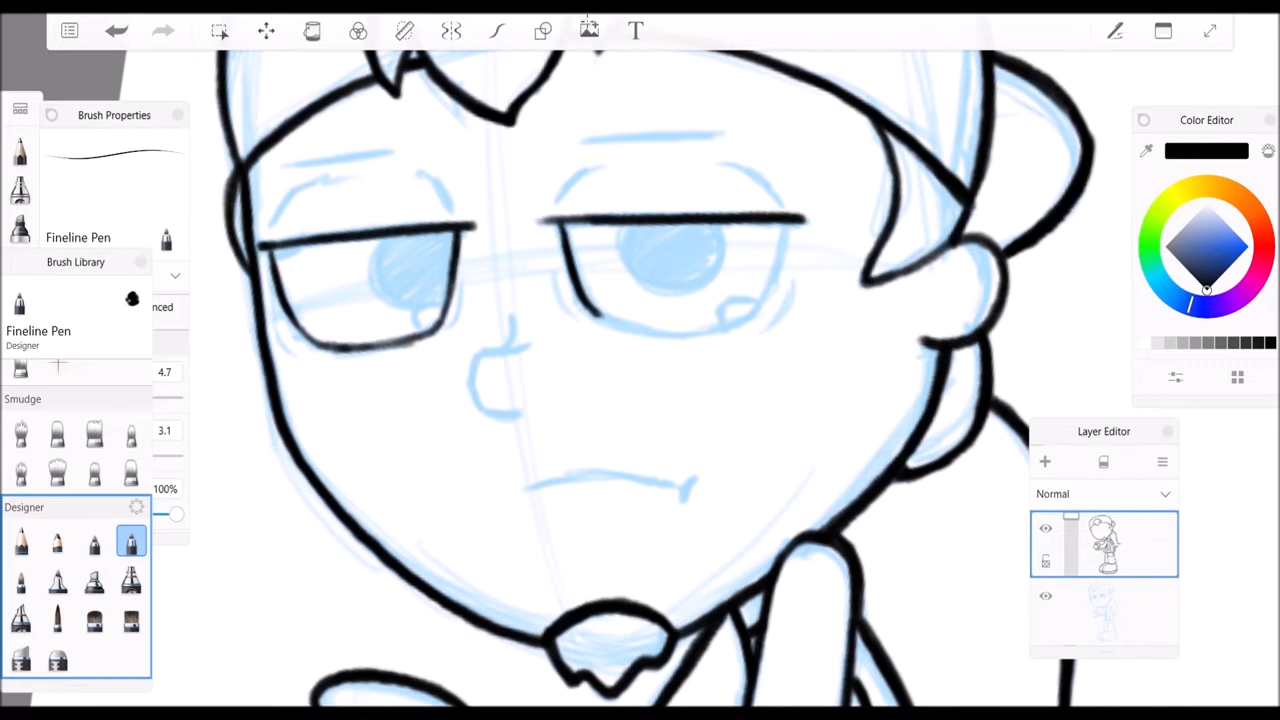 T
Brush Properties
Fineline Pen
Brush Library
nced
Fineline Pen
Designer
4.7
Smudge
3.1
100%
Designer
Color Editor
Layer Editor
Normal